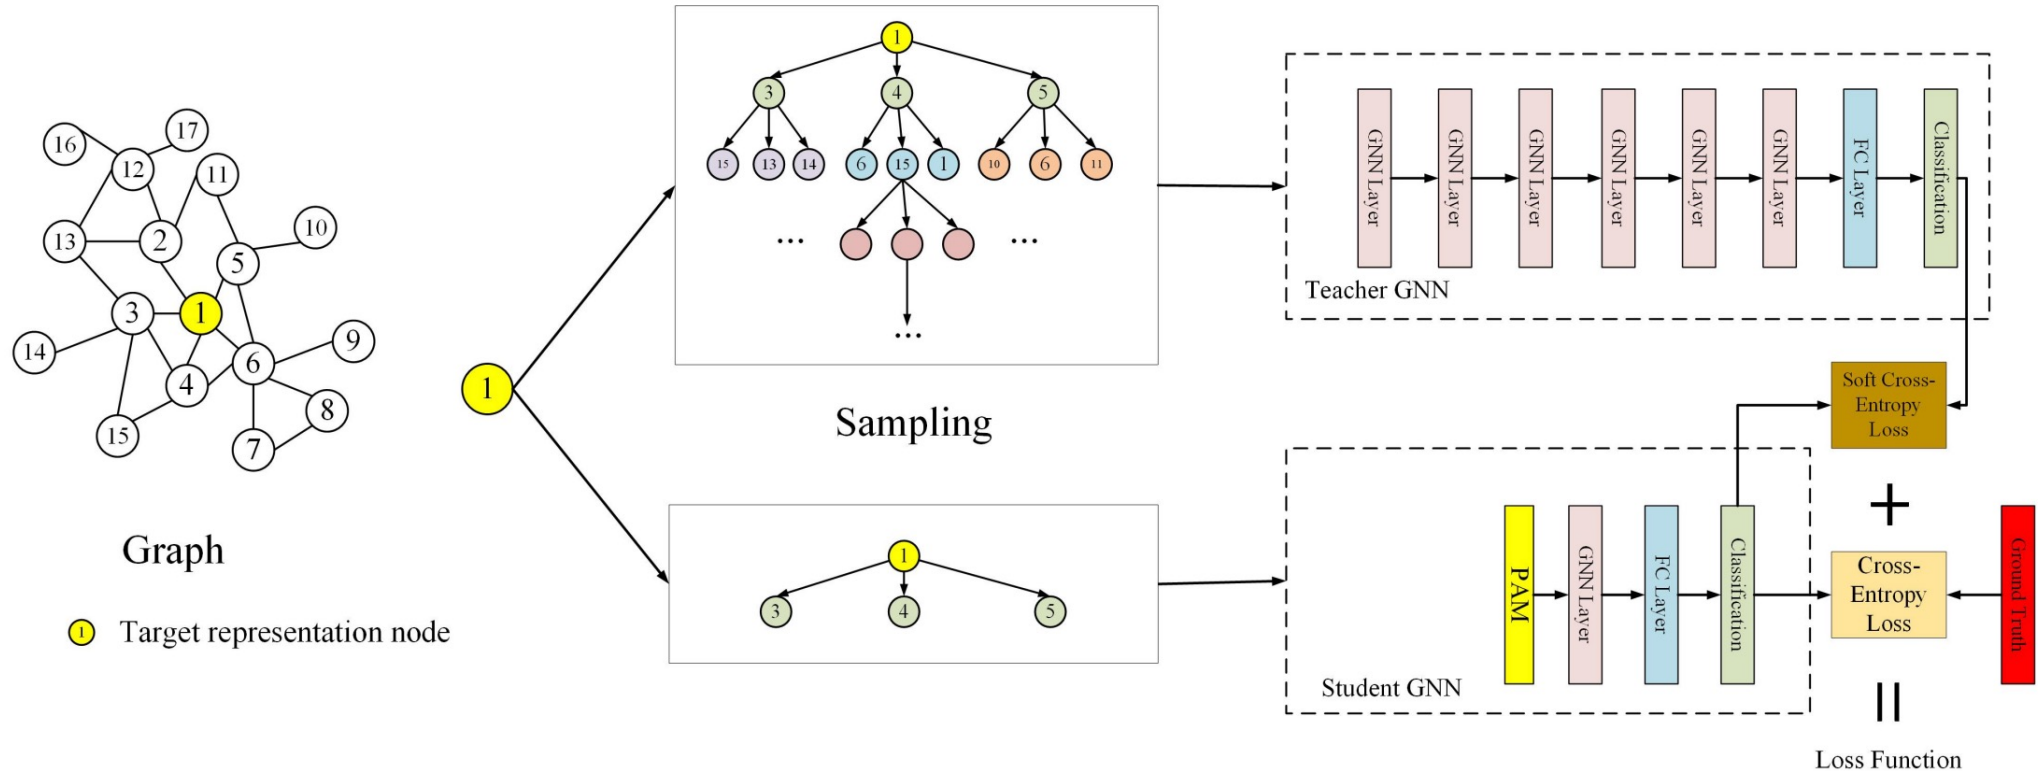 16
17
12
11
13
2
10
5
3
1
14
6
9
4
8
15
7
Graph
1 Target representation node
1
1
3
4
5
15
13
14
6
15
1
10
6
11
...
...
...
Sampling
1
3
4
5
GNN Layer
GNN Layer
GNN Layer
GNN Layer
GNN Layer
GNN Layer
FC Layer
Classification
Teacher GNN
PAM
GNN Layer
FC Layer
Classification
Student GNN
Soft Cross-
Entropy
Loss
+
Cross-
Entropy
Loss
Ground Truth
=
Loss Function